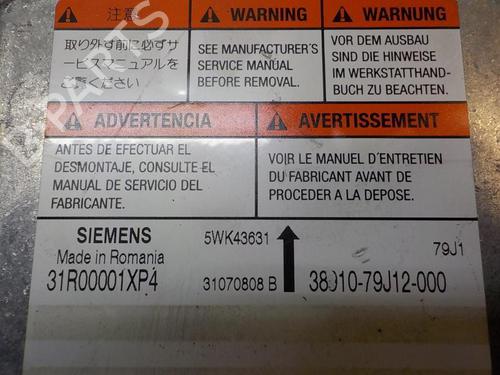 注意
取り外す前に必ずサ
ービスマニュアルを
ご覧ください
WARNING
SEE MANUFACTURER'S
SERVICE MANUAL
BEFORE REMOVAL.
WARNUNG
VOR DEM AUSBAU
SIND DIE HINWEISE
IM WERKSTATTHAND-
BUCH ZU BEACHTEN.
ADVERTENCIA
ANTES DE EFECTUAR EL
DESMONTAJE, CONSULTE EL
MANUAL DE SERVICIO DEL
FABRICANTE.
AVERTISSEMENT
VOIR LE MANUEL D'ENTRETIEN
DU FABRICANT AVANT DE
PROCEDER A LA DEPOSE.
SIEMENS
5WK43631
79J1
Made in Romania
31R00001XP4
31070808 B
38910-79J12-000
B-PARTS